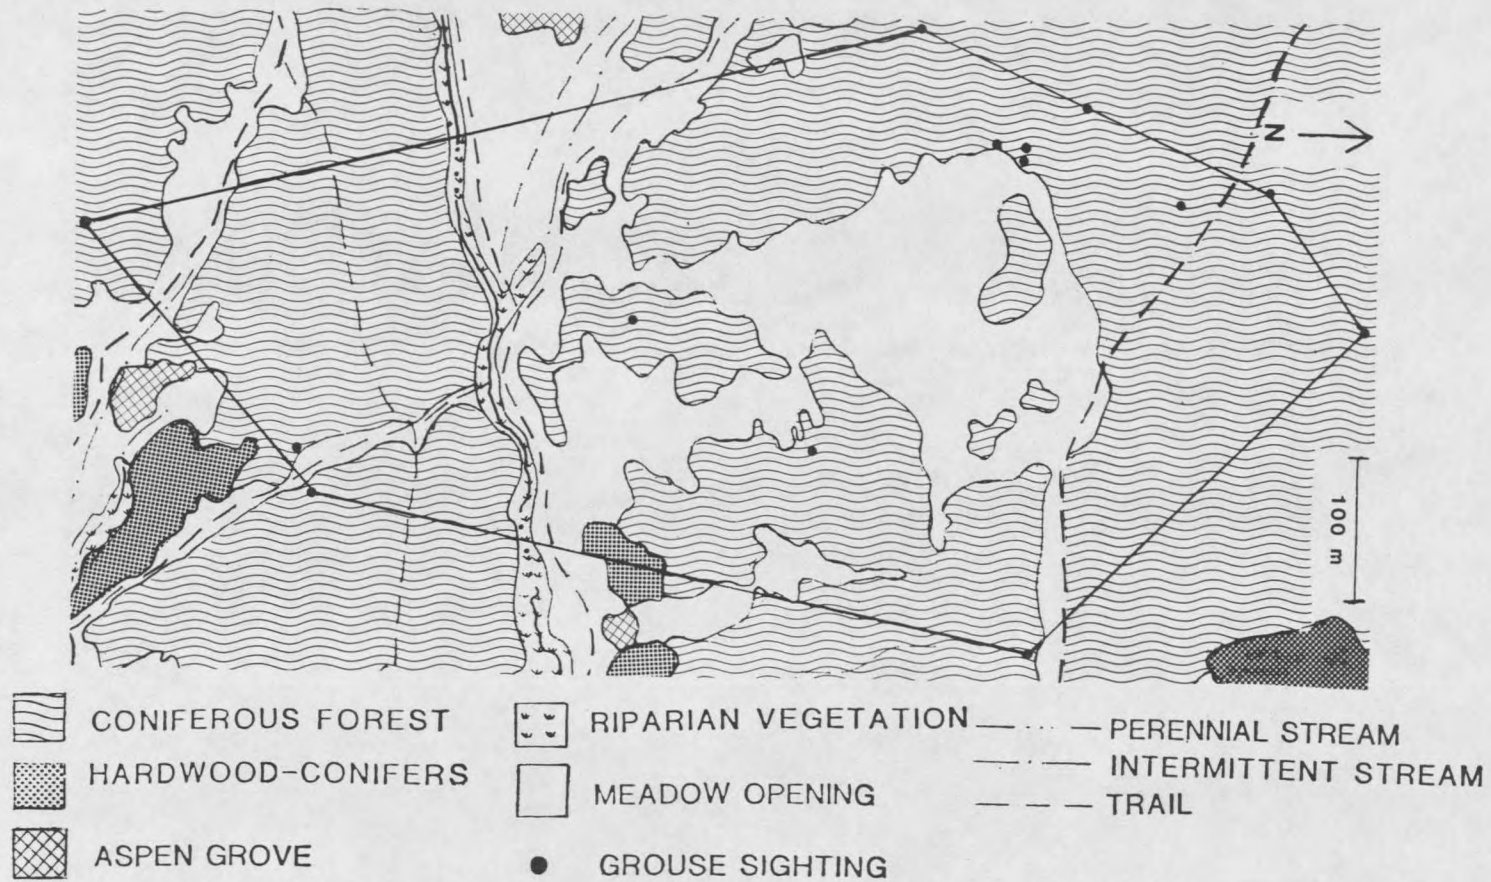 N
100 m
CONIFEROUS FOREST
HARDWOOD-CONIFERS
ASPEN GROVE
RIPARIAN VEGETATION
MEADOW OPENING
GROUSE SIGHTING
PERENNIAL STREAM
INTERMITTENT STREAM
TRAIL